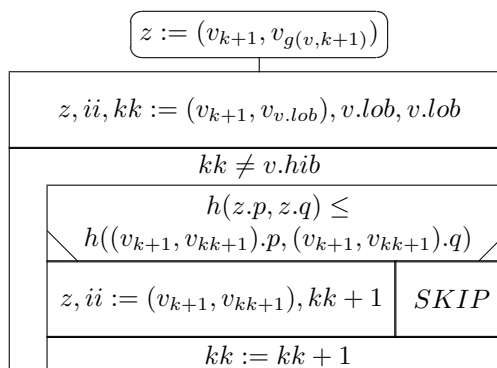 z := (v_{k+1}, v_{g(v,k+1)})
z, ii, kk := (v_{k+1}, v_{v.lob}), v.lob, v.lob
kk ≠ v.hib
h(z.p, z.q) ≤
h((v_{k+1}, v_{kk+1}).p, (v_{k+1}, v_{kk+1}).q)
z, ii := (v_{k+1}, v_{kk+1}), kk + 1 SKIP
kk := kk + 1